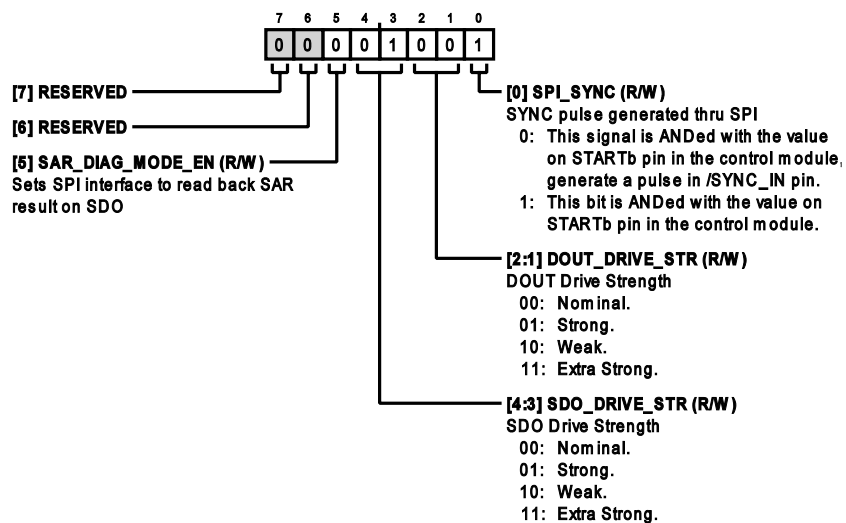 7 6 5 4 3 2 1 0
0 0 0 0 1 0 0 1
[7] RESERVED
[6] RESERVED
[5] SAR_DIAG_MODE_EN (R/W)
Sets SPI interface to read back SAR
result on SDO
[0] SPI_SYNC (R/W)
SYNC pulse generated thru SPI
0: This signal is ANDed with the value
on STARTb pin in the control module,
generate a pulse in /SYNC_IN pin.
1: This bit is ANDed with the value on
STARTb pin in the control module.
[2:1] DOUT_DRIVE_STR (R/W)
DOUT Drive Strength
00: Nominal.
01: Strong.
10: Weak.
11: Extra Strong.
[4:3] SDO_DRIVE_STR (R/W)
SDO Drive Strength
00: Nominal.
01: Strong.
10: Weak.
11: Extra Strong.